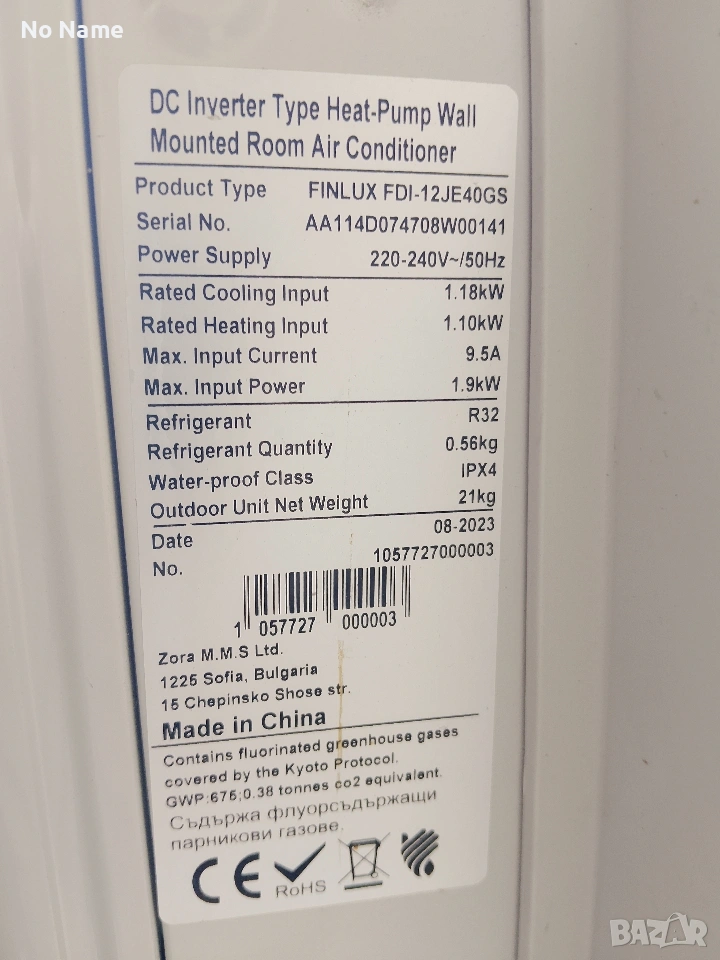 No Name
DC Inverter Type Heat-Pump Wall
Mounted Room Air Conditioner
Product Type FINLUX FDI-12JE40GS
Serial No. AA114D074708W00141
Power Supply 220-240V~/50Hz
Rated Cooling Input 1.18kW
Rated Heating Input 1.10kW
Max. Input Current 9.5A
Max. Input Power 1.9kW
Refrigerant R32
Refrigerant Quantity 0.56kg
Water-proof Class IPX4
Outdoor Unit Net Weight 21kg
Date 08-2023
No. 1057727000003
1 057727 000003
Zora M.M.S Ltd.
1225 Sofia, Bulgaria
15 Chepinsko Shose str.
Made in China
Contains fluorinated greenhouse gases
covered by the Kyoto Protocol.
GWP:675;0.38 tonnes co2 equivalent.
Съдържа флуорсъдържащи
парникови газове.
CE RoHS
BAZAR